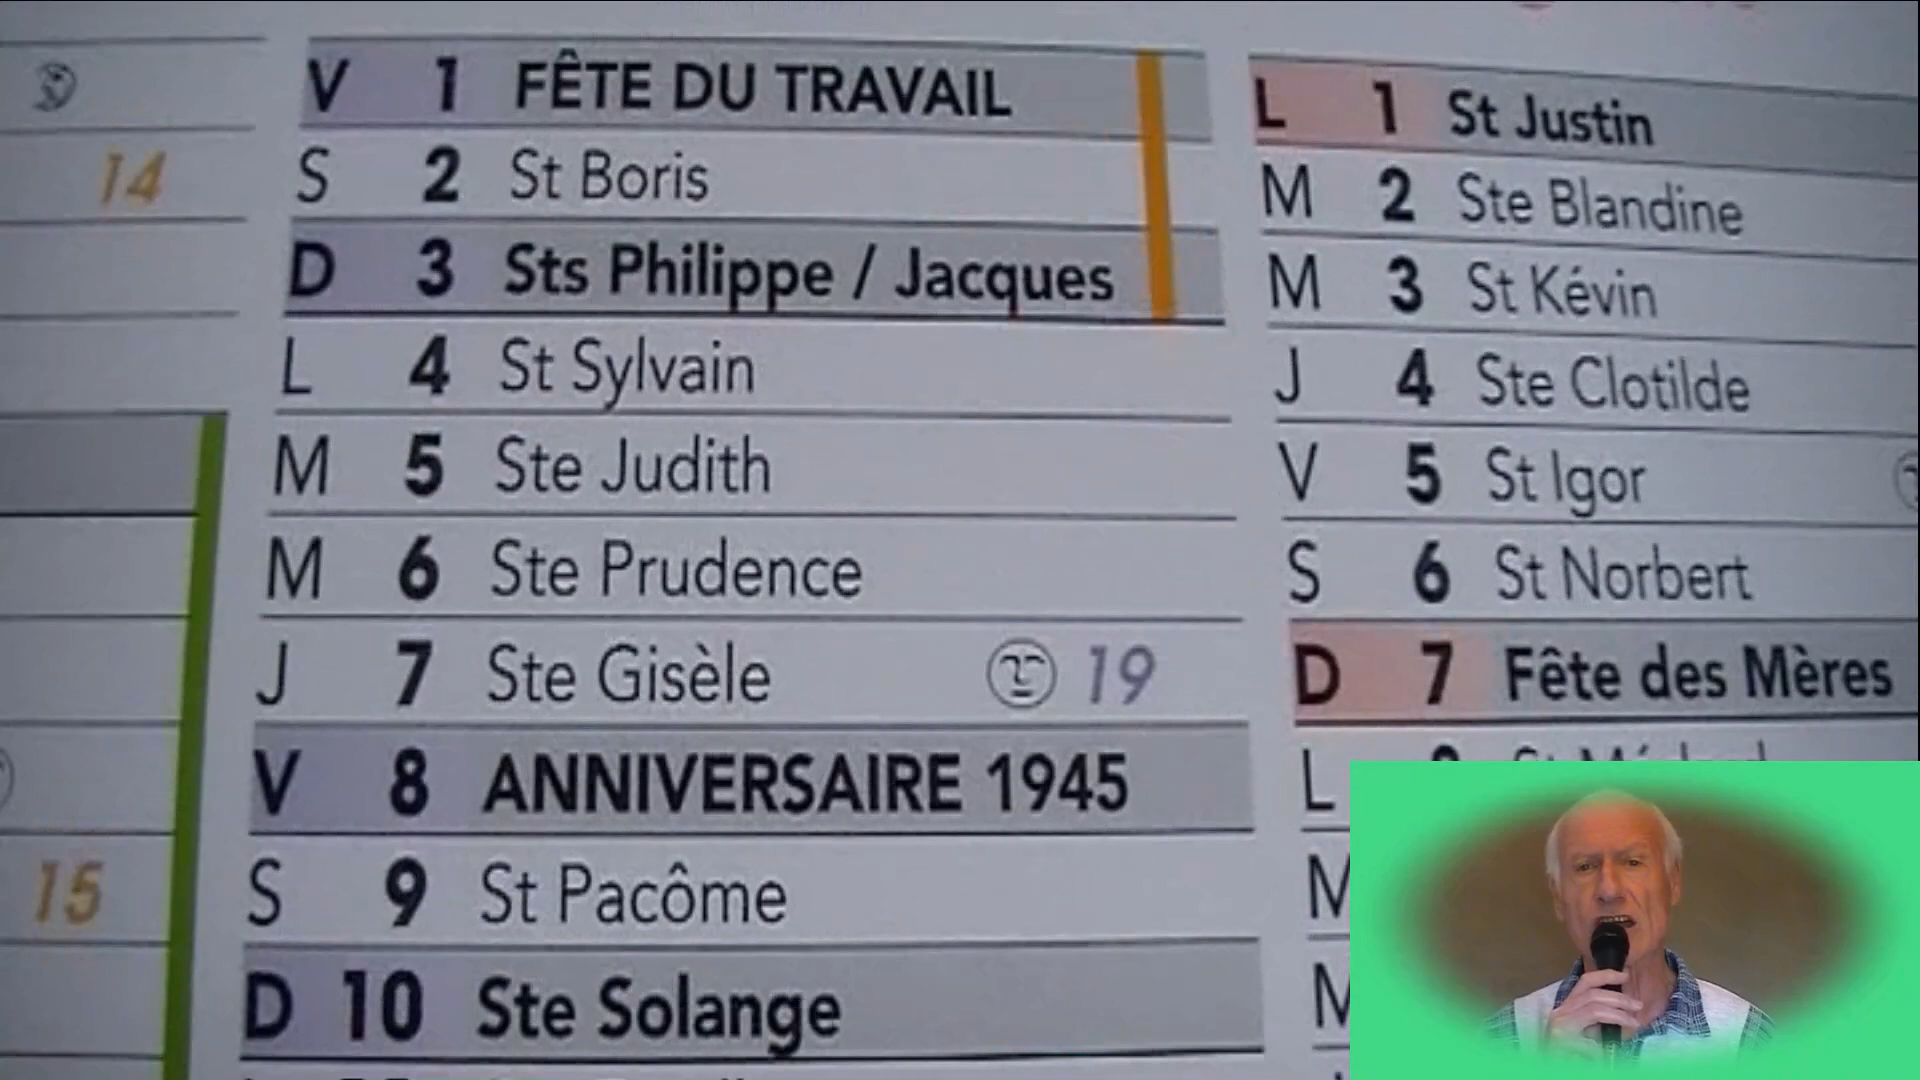 14
15
V 1 FÊTE DU TRAVAIL
S 2 St Boris
D 3 Sts Philippe / Jacques
L 4 St Sylvain
M 5 Ste Judith
M 6 Ste Prudence
J 7 Ste Gisèle 19
V 8 ANNIVERSAIRE 1945
S 9 St Pacôme
D 10 Ste Solange
L 1 St Justin
M 2 Ste Blandine
M 3 St Kévin
J 4 Ste Clotilde
V 5 St Igor
S 6 St Norbert
D 7 Fête des Mères
L
M
M